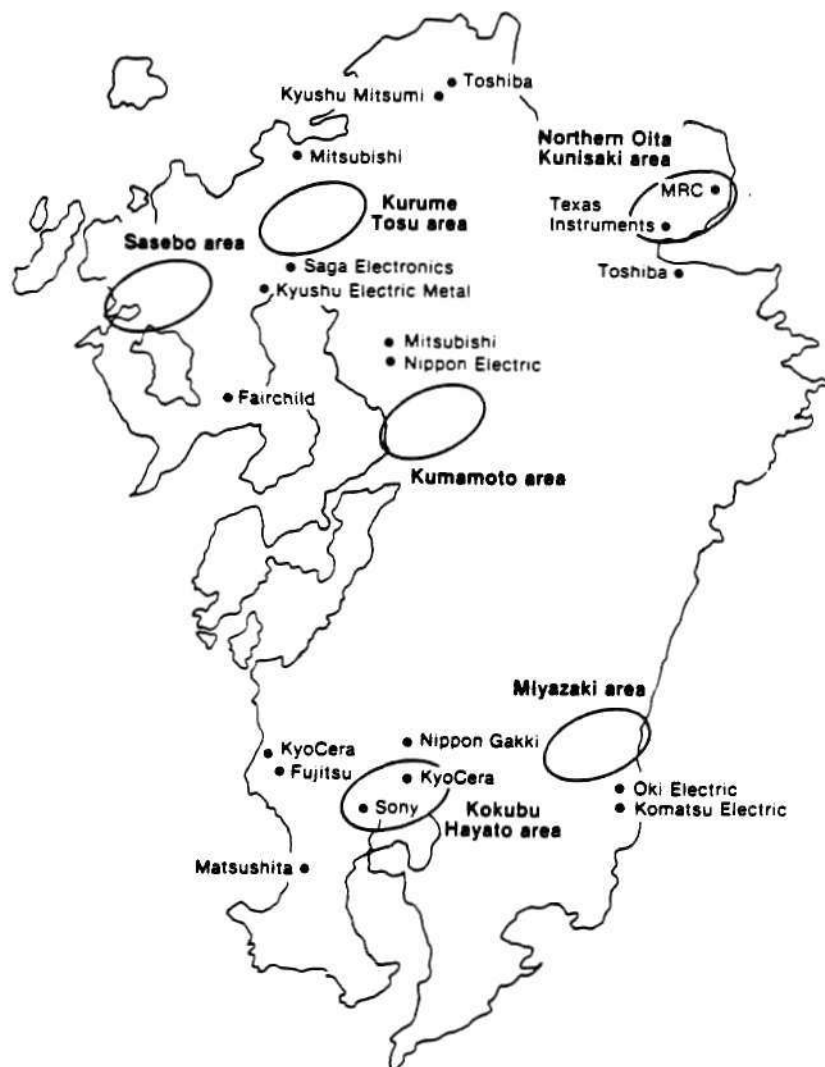 Toshiba
Kyushu Mitsumi
Northern Oita
Kunisaki area
Mitsubishi
MRC
Kurume
Tosu area
Texas
Instruments
Sasebo area
Saga Electronics
Toshiba
Kyushu Electric Metal
Mitsubishi
Nippon Electric
Fairchild
Kumamoto area
Miyazaki area
Nippon Gakki
KyoCera
Fujitsu
KyoCera
Oki Electric
Sony
Kokubu
Hayato area
Komatsu Electric
Matsushita